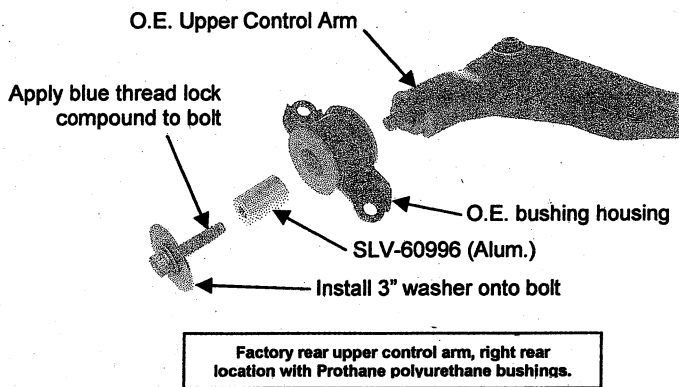 O.E. Upper Control Arm
Apply blue thread lock
compound to bolt
O.E. bushing housing
SLV-60996 (Alum.)
Install 3" washer onto bolt
Factory rear upper control arm, right rear
location with Prothane polyurethane bushings.